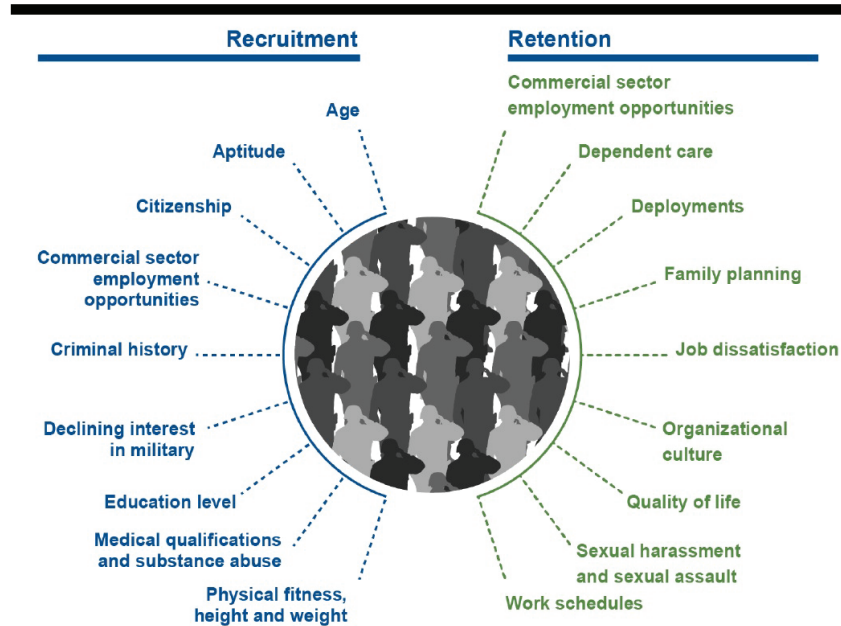 Recruitment
Age
Aptitude
Citizenship
Commercial sector
employment
opportunities
Criminal history
Declining interest
in military
Education level
Medical qualifications
and substance abuse
Physical fitness,
height and weight
Retention
Commercial sector
employment opportunities
Dependent care
Deployments
Family planning
Job dissatisfaction
Organizational
culture
Quality of life
Sexual harassment
and sexual assault
Work schedules